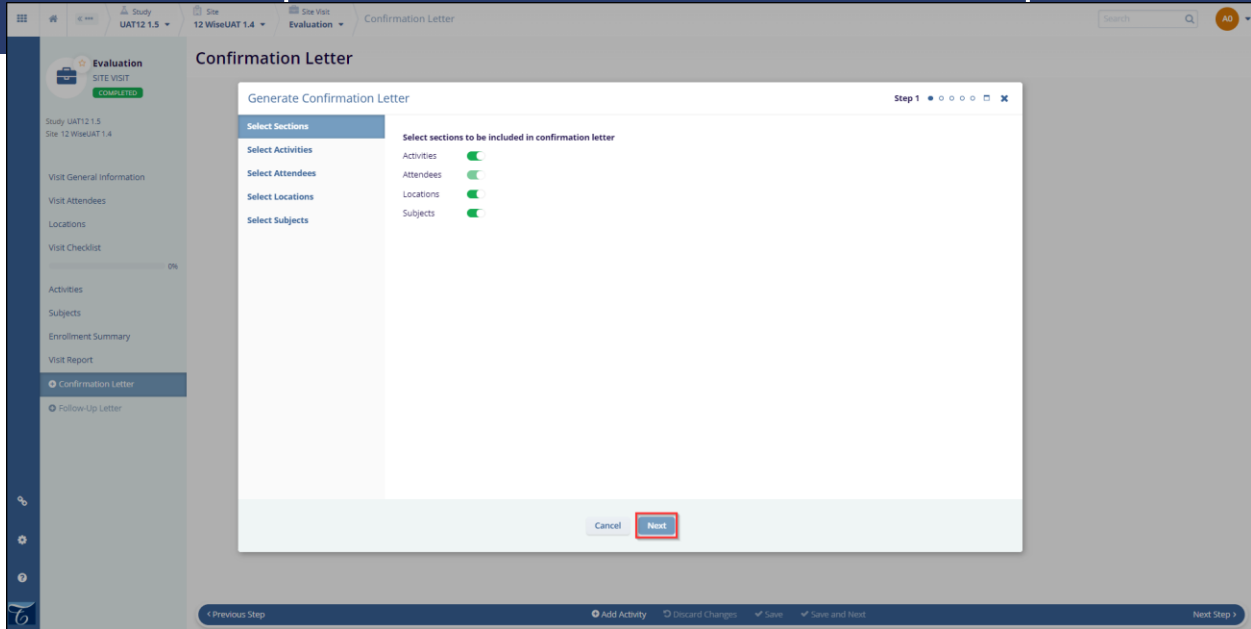 Study
UAT12 1.5
Site
12 WiseUAT 1.4
Site Visit
Evaluation
Confirmation Letter
Search
AO
Evaluation
SITE VISIT
COMPLETED
Study UAT12 1.5
Site 12 WiseUAT 1.4
Visit General Information
Visit Attendees
Locations
Visit Checklist
0%
Activities
Subjects
Enrollment Summary
Visit Report
Confirmation Letter
Follow-Up Letter
Confirmation Letter
Generate Confirmation Letter
Step 1
Select Sections
Select Activities
Select Attendees
Select Locations
Select Subjects
Select sections to be included in confirmation letter
Activities
Attendees
Locations
Subjects
Cancel
Next
< Previous Step
Add Activity
Discard Changes
Save
Save and Next
Next Step >